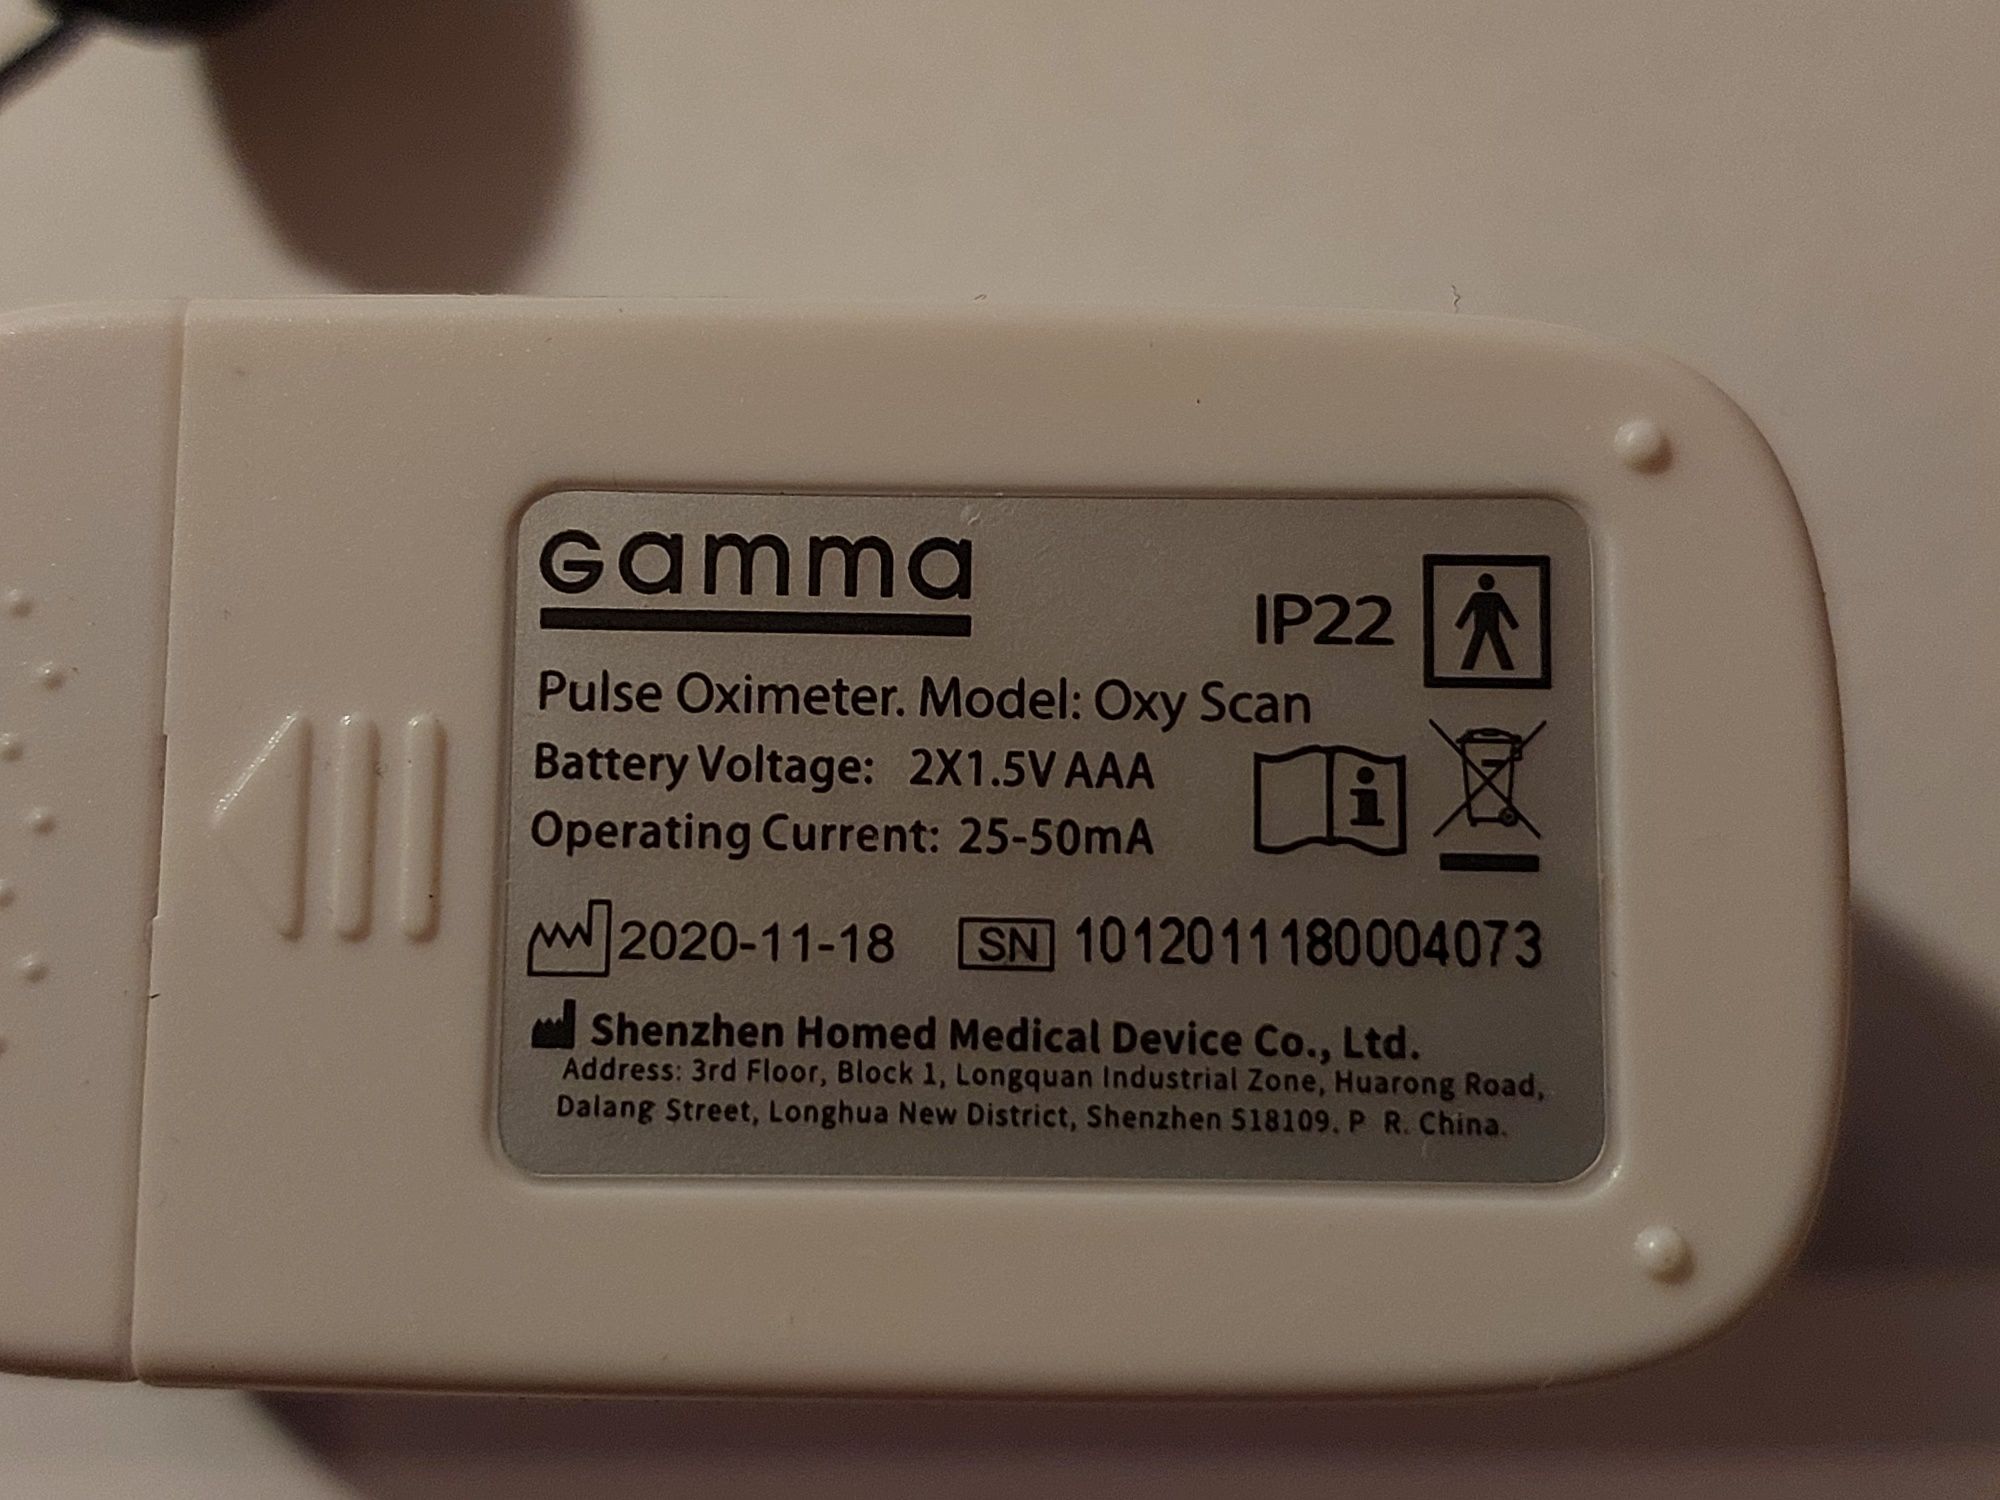 Gamma
IP22
Pulse Oximeter. Model: Oxy Scan
Battery Voltage: 2X1.5V AAA
Operating Current: 25-50mA
2020-11-18 SN 1012011180004073
Shenzhen Homed Medical Device Co., Ltd.
Address: 3rd Floor, Block 1, Longquan Industrial Zone, Huarong Road,
Dalang Street, Longhua New District, Shenzhen 518109. P R. China.